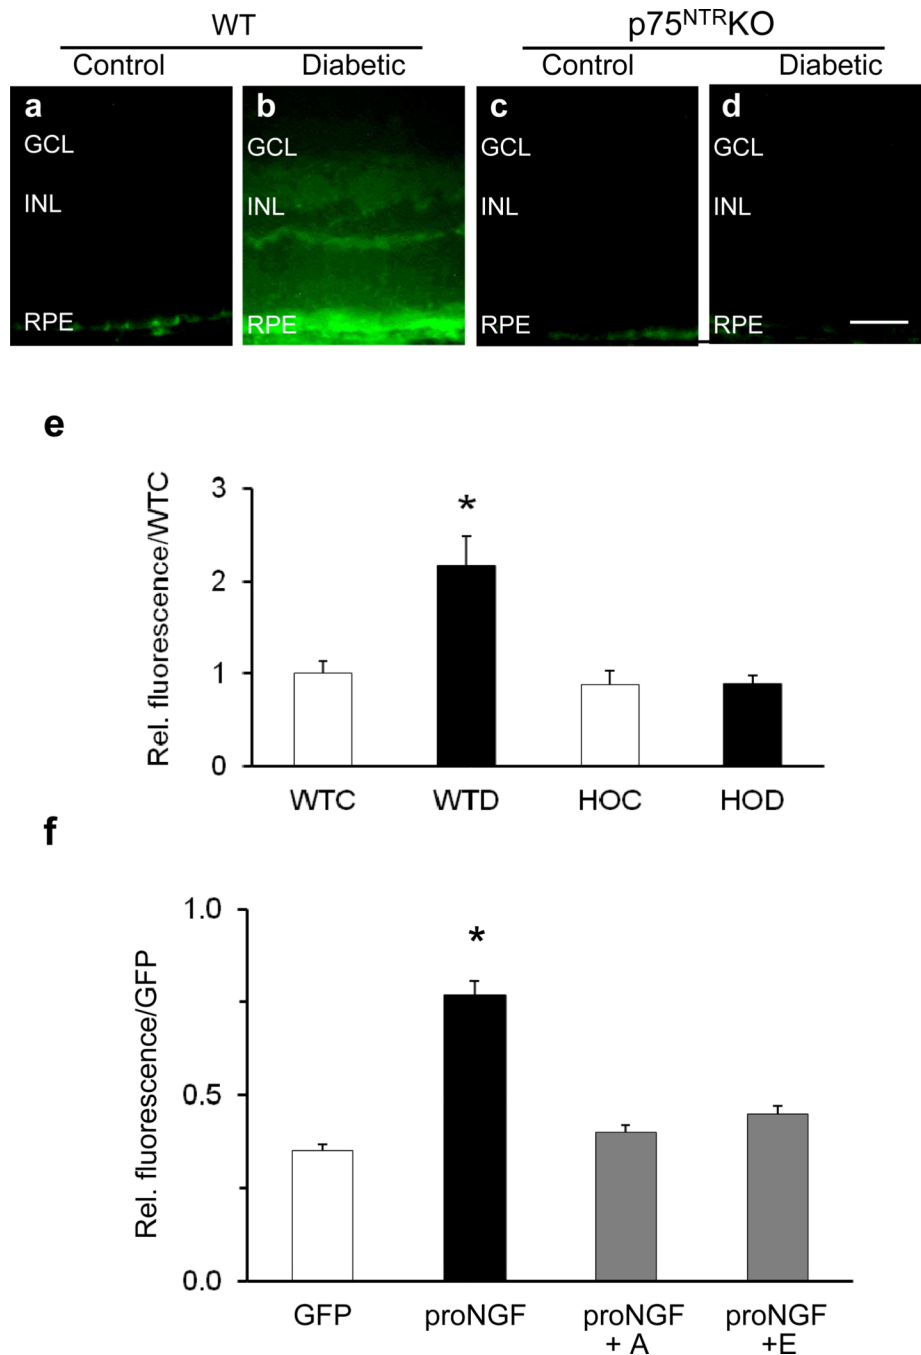 WT p75NTRKO
Control Diabetic Control Diabetic
a b c d
GCL GCL GCL GCL
INL INL INL INL
RPE RPE RPE RPE
e
Rel. fluorescence/WTC
3
*
2
1
0
WTC WTD HOC HOD
f
Rel. fluorescence/GFP
1.0
*
0.5
0.0
GFP proNGF proNGF proNGF
+ A +E